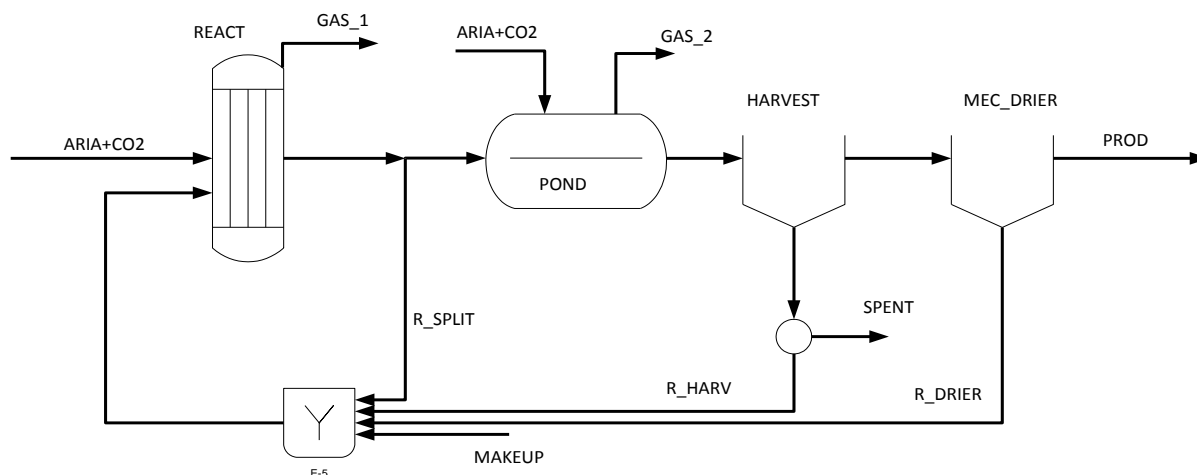 GAS_1
REACT
ARIA+CO2
GAS_2
HARVEST
MEC_DRIER
ARIA+CO2
PROD
POND
SPENT
R_SPLIT
R_HARV
R_DRIER
MAKEUP
E-5